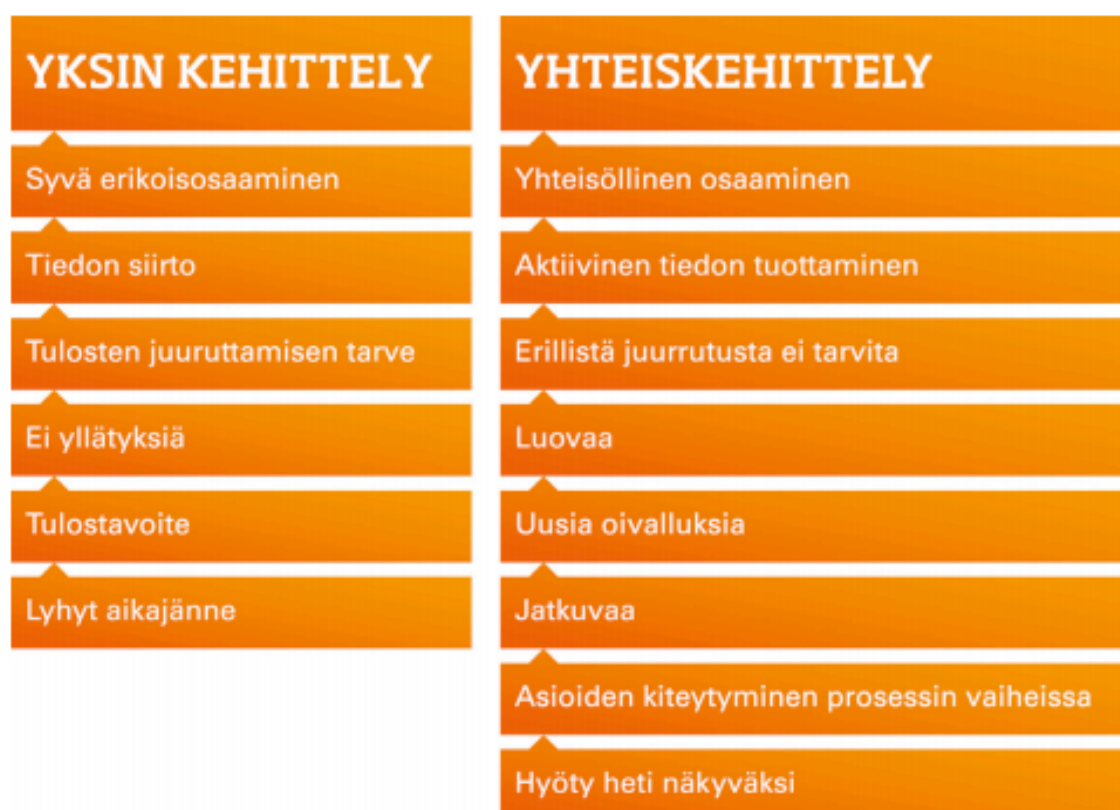 YKSIN KEHITTELY
Syvä erikoisosaaminen
Tiedon siirto
Tulosten juuruttamisen tarve
Ei yllätyksiä
Tulostavoite
Lyhyt aikajänne
YHTEISKEHITTELY
Yhteisöllinen osaaminen
Aktiivinen tiedon tuottaminen
Erillistä juurrutusta ei tarvita
Luovaa
Uusia oivalluksia
Jatkuvaa
Asioiden kiteytyminen prosessin vaiheissa
Hyöty heti näkyväksi